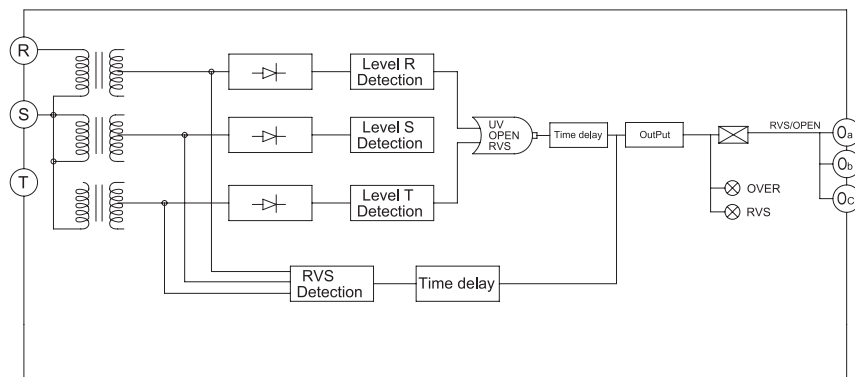 R
S
T
Level R
Detection
Level S
Detection
Level T
Detection
RVS
Detection
Time delay
UV
OPEN
RVS
Time delay
OutPut
RVS/OPEN
OVER
RVS
Oa
Ob
OC